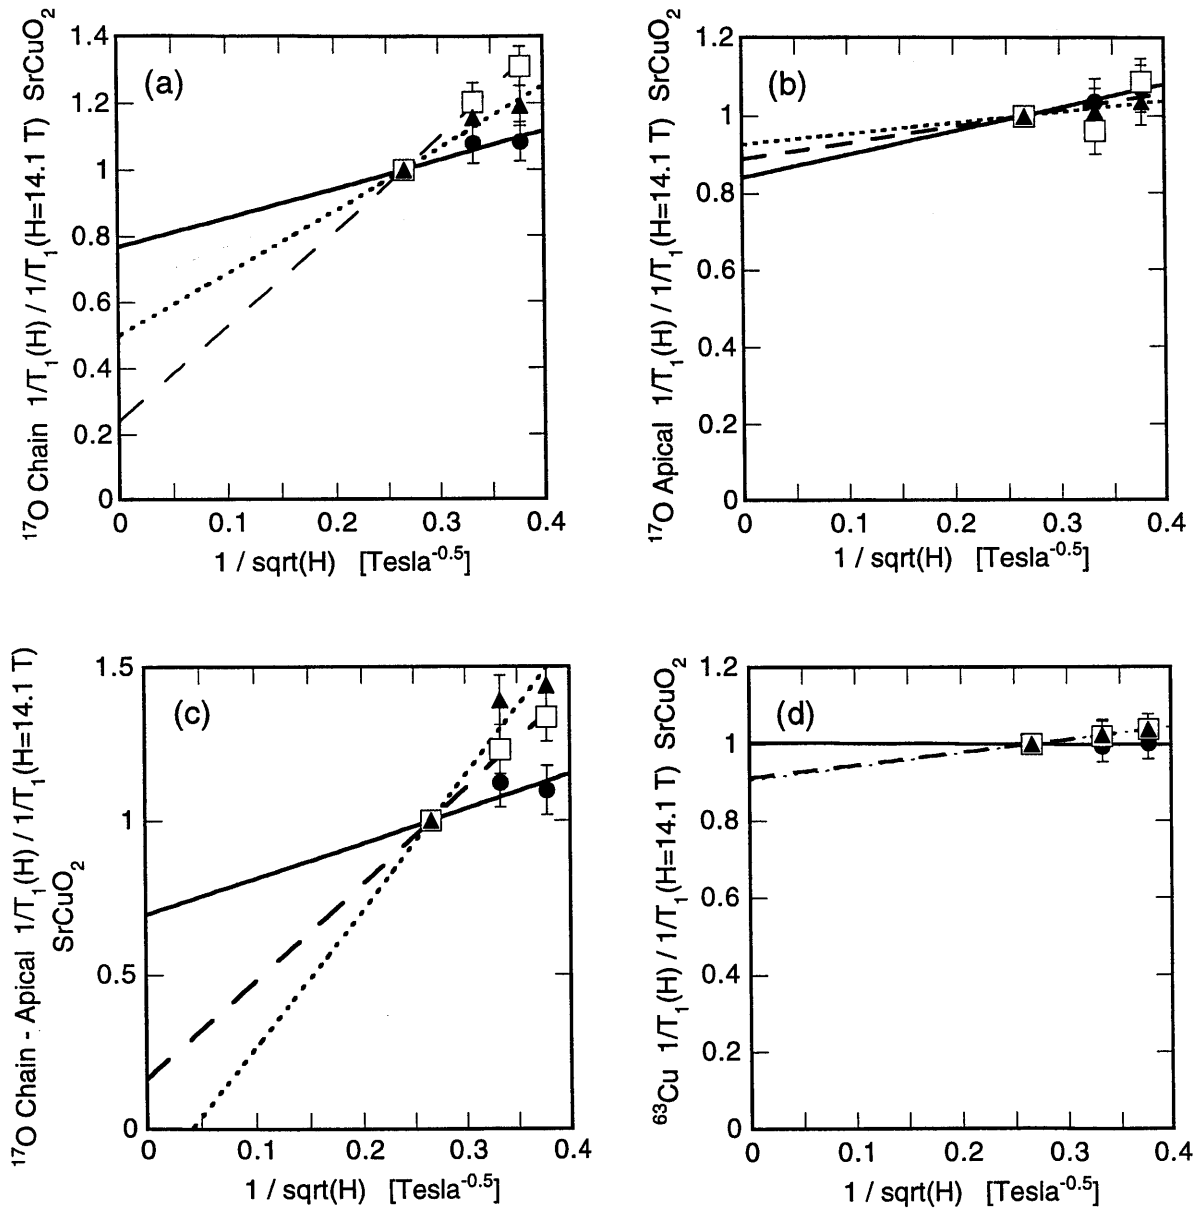 (a)
¹⁷O Chain 1/T₁(H) / 1/T₁(H=14.1 T) SrCuO₂
1.4
1.2
1
0.8
0.6
0.4
0.2
0
0 0.1 0.2 0.3 0.4
1 / sqrt(H) [Tesla⁻⁰·⁵]
(b)
¹⁷O Apical 1/T₁(H) / 1/T₁(H=14.1 T) SrCuO₂
1.2
1
0.8
0.6
0.4
0.2
0
0 0.1 0.2 0.3 0.4
1 / sqrt(H) [Tesla⁻⁰·⁵]
(c)
¹⁷O Chain - Apical 1/T₁(H) / 1/T₁(H=14.1 T)
SrCuO₂
1.5
1
0.5
0
0 0.1 0.2 0.3 0.4
1 / sqrt(H) [Tesla⁻⁰·⁵]
(d)
⁶³Cu 1/T₁(H) / 1/T₁(H=14.1 T) SrCuO₂
1.2
1
0.8
0.6
0.4
0.2
0
0 0.1 0.2 0.3 0.4
1 / sqrt(H) [Tesla⁻⁰·⁵]